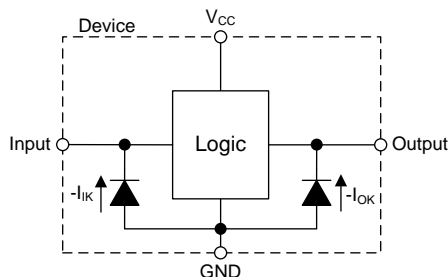 Device
V_CC
Input
Logic
Output
-I_IK
-I_OK
GND